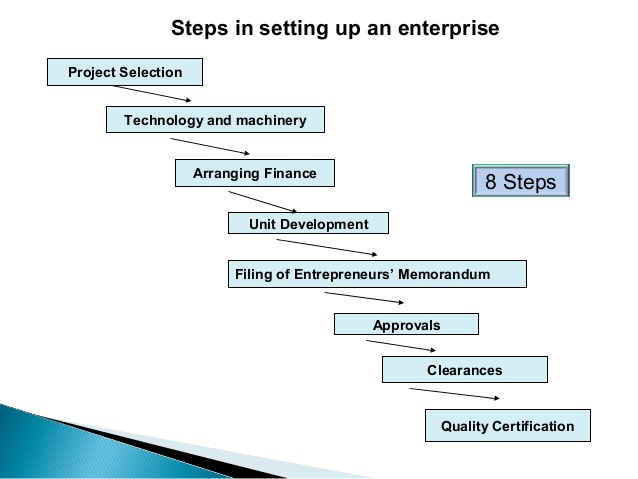 Steps in setting up an enterprise
Project Selection
Technology and machinery
Arranging Finance
8 Steps
Unit Development
Filing of Entrepreneurs’ Memorandum
Approvals
Clearances
Quality Certification